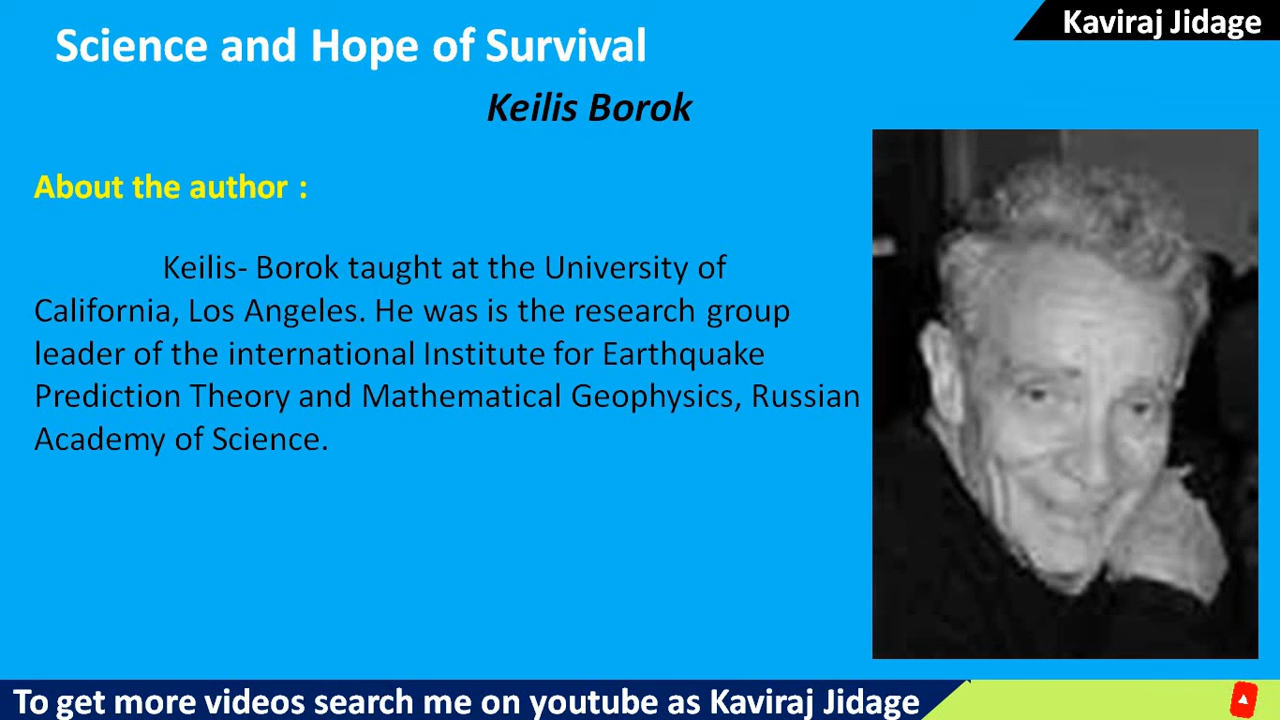 Kaviraj Jidage
Science and Hope of Survival
Keilis Borok
About the author :
Keilis- Borok taught at the University of
California, Los Angeles. He was is the research group
leader of the international Institute for Earthquake
Prediction Theory and Mathematical Geophysics, Russian
Academy of Science.
To get more videos search me on youtube as Kaviraj Jidage